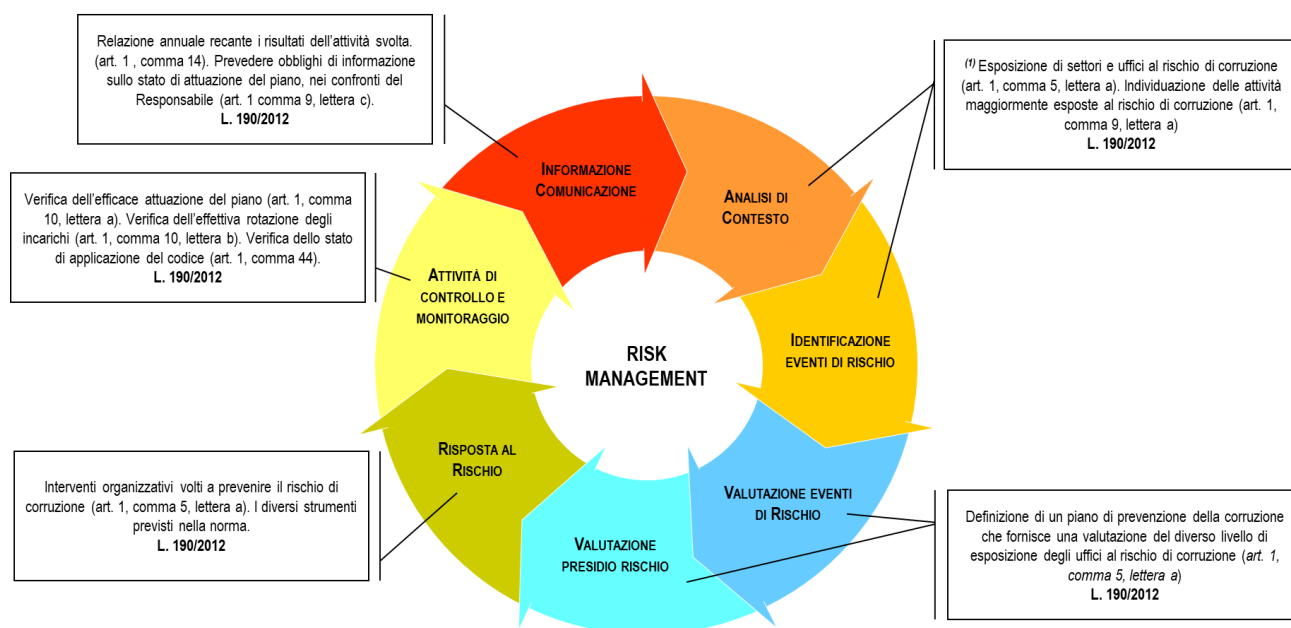 Relazione annuale recante i risultati dell'attività svolta.
(art. 1 , comma 14). Prevedere obblighi di informazione
sullo stato di attuazione del piano, nei confronti del
Responsabile (art. 1 comma 9, lettera c).
L. 190/2012
(1) Esposizione di settori e uffici al rischio di corruzione
(art. 1, comma 5, lettera a). Individuazione delle attività
maggiormente esposte al rischio di corruzione (art. 1,
comma 9, lettera a)
L. 190/2012
Verifica dell'efficace attuazione del piano (art. 1, comma
10, lettera a). Verifica dell'effettiva rotazione degli
incarichi (art. 1, comma 10, lettera b). Verifica dello stato
di applicazione del codice (art. 1, comma 44).
L. 190/2012
INFORMAZIONE
COMUNICAZIONE
ANALISI DI
CONTESTO
ATTIVITÀ DI
CONTROLLO E
MONITORAGGIO
IDENTIFICAZIONE
EVENTI DI RISCHIO
RISK
MANAGEMENT
RISPOSTA AL
RISCHIO
VALUTAZIONE EVENTI
DI RISCHIO
VALUTAZIONE
PRESIDIO RISCHIO
Interventi organizzativi volti a prevenire il rischio di
corruzione (art. 1, comma 5, lettera a). I diversi strumenti
previsti nella norma.
L. 190/2012
Definizione di un piano di prevenzione della corruzione
che fornisce una valutazione del diverso livello di
esposizione degli uffici al rischio di corruzione (art. 1,
comma 5, lettera a)
L. 190/2012